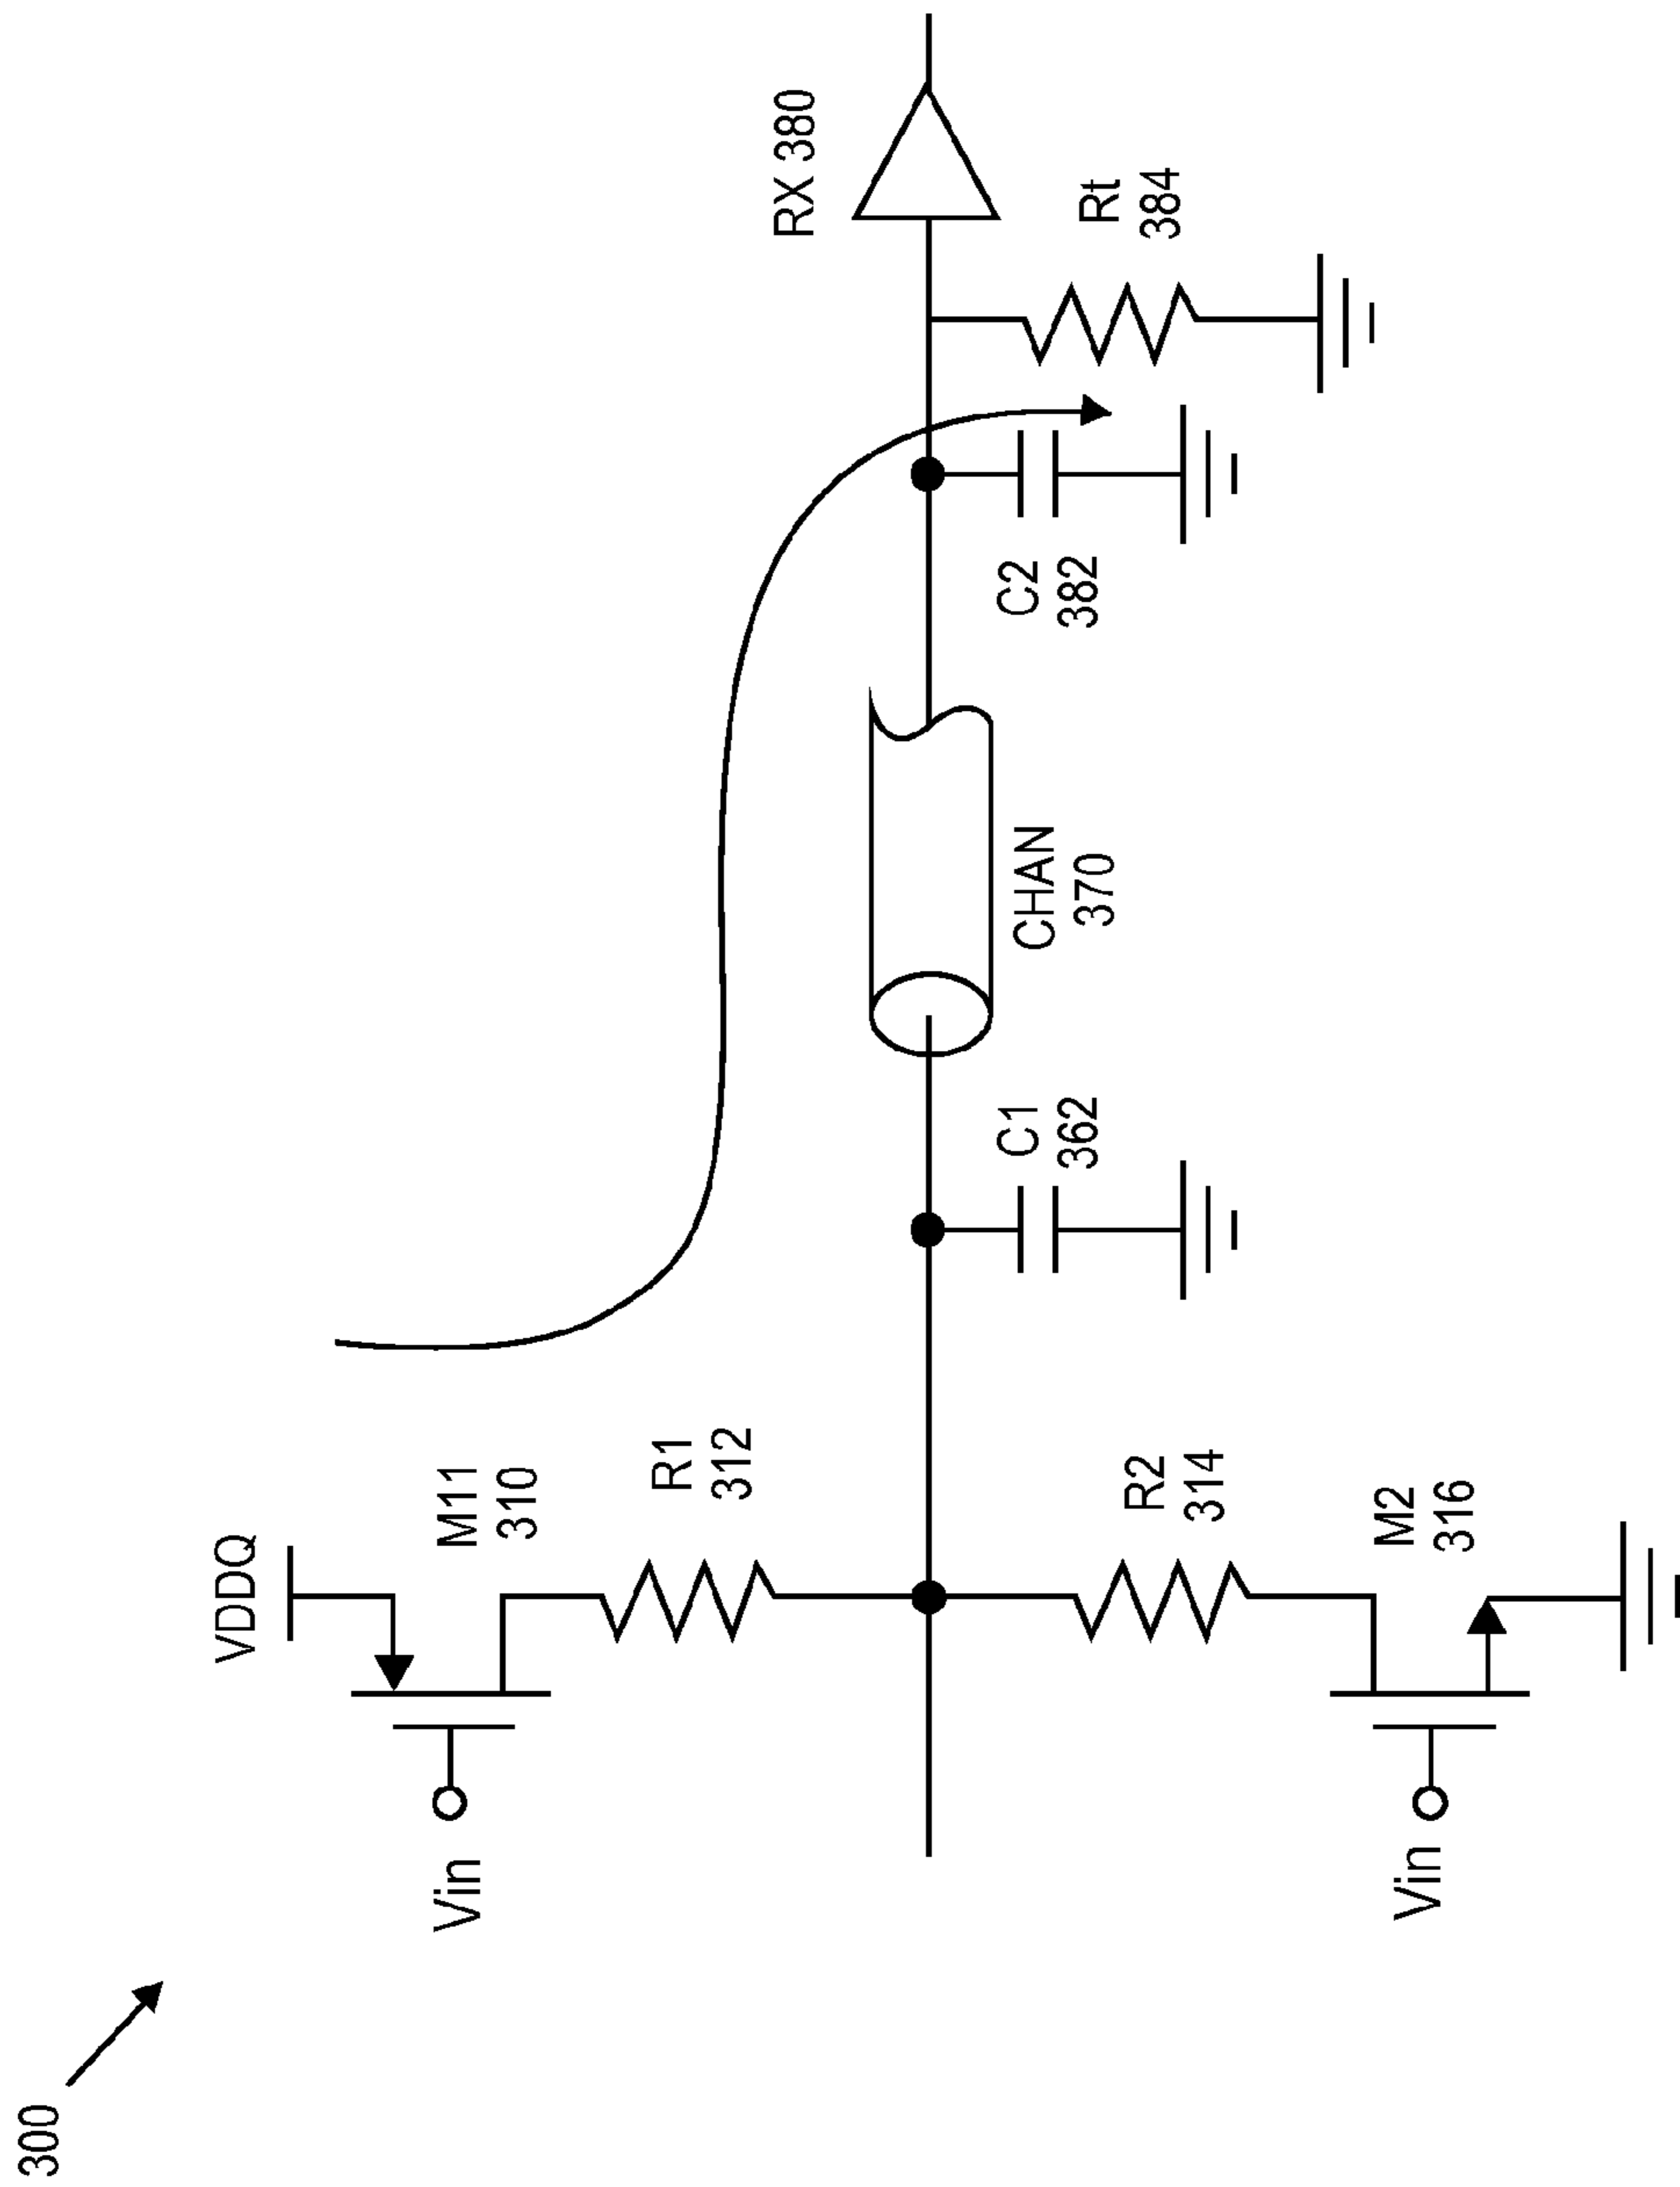 300
VDDQ
Vin
M11
310
R1
312
RX 380
C1
362
CHAN
370
C2
382
Rt
384
R2
314
Vin
M2
316